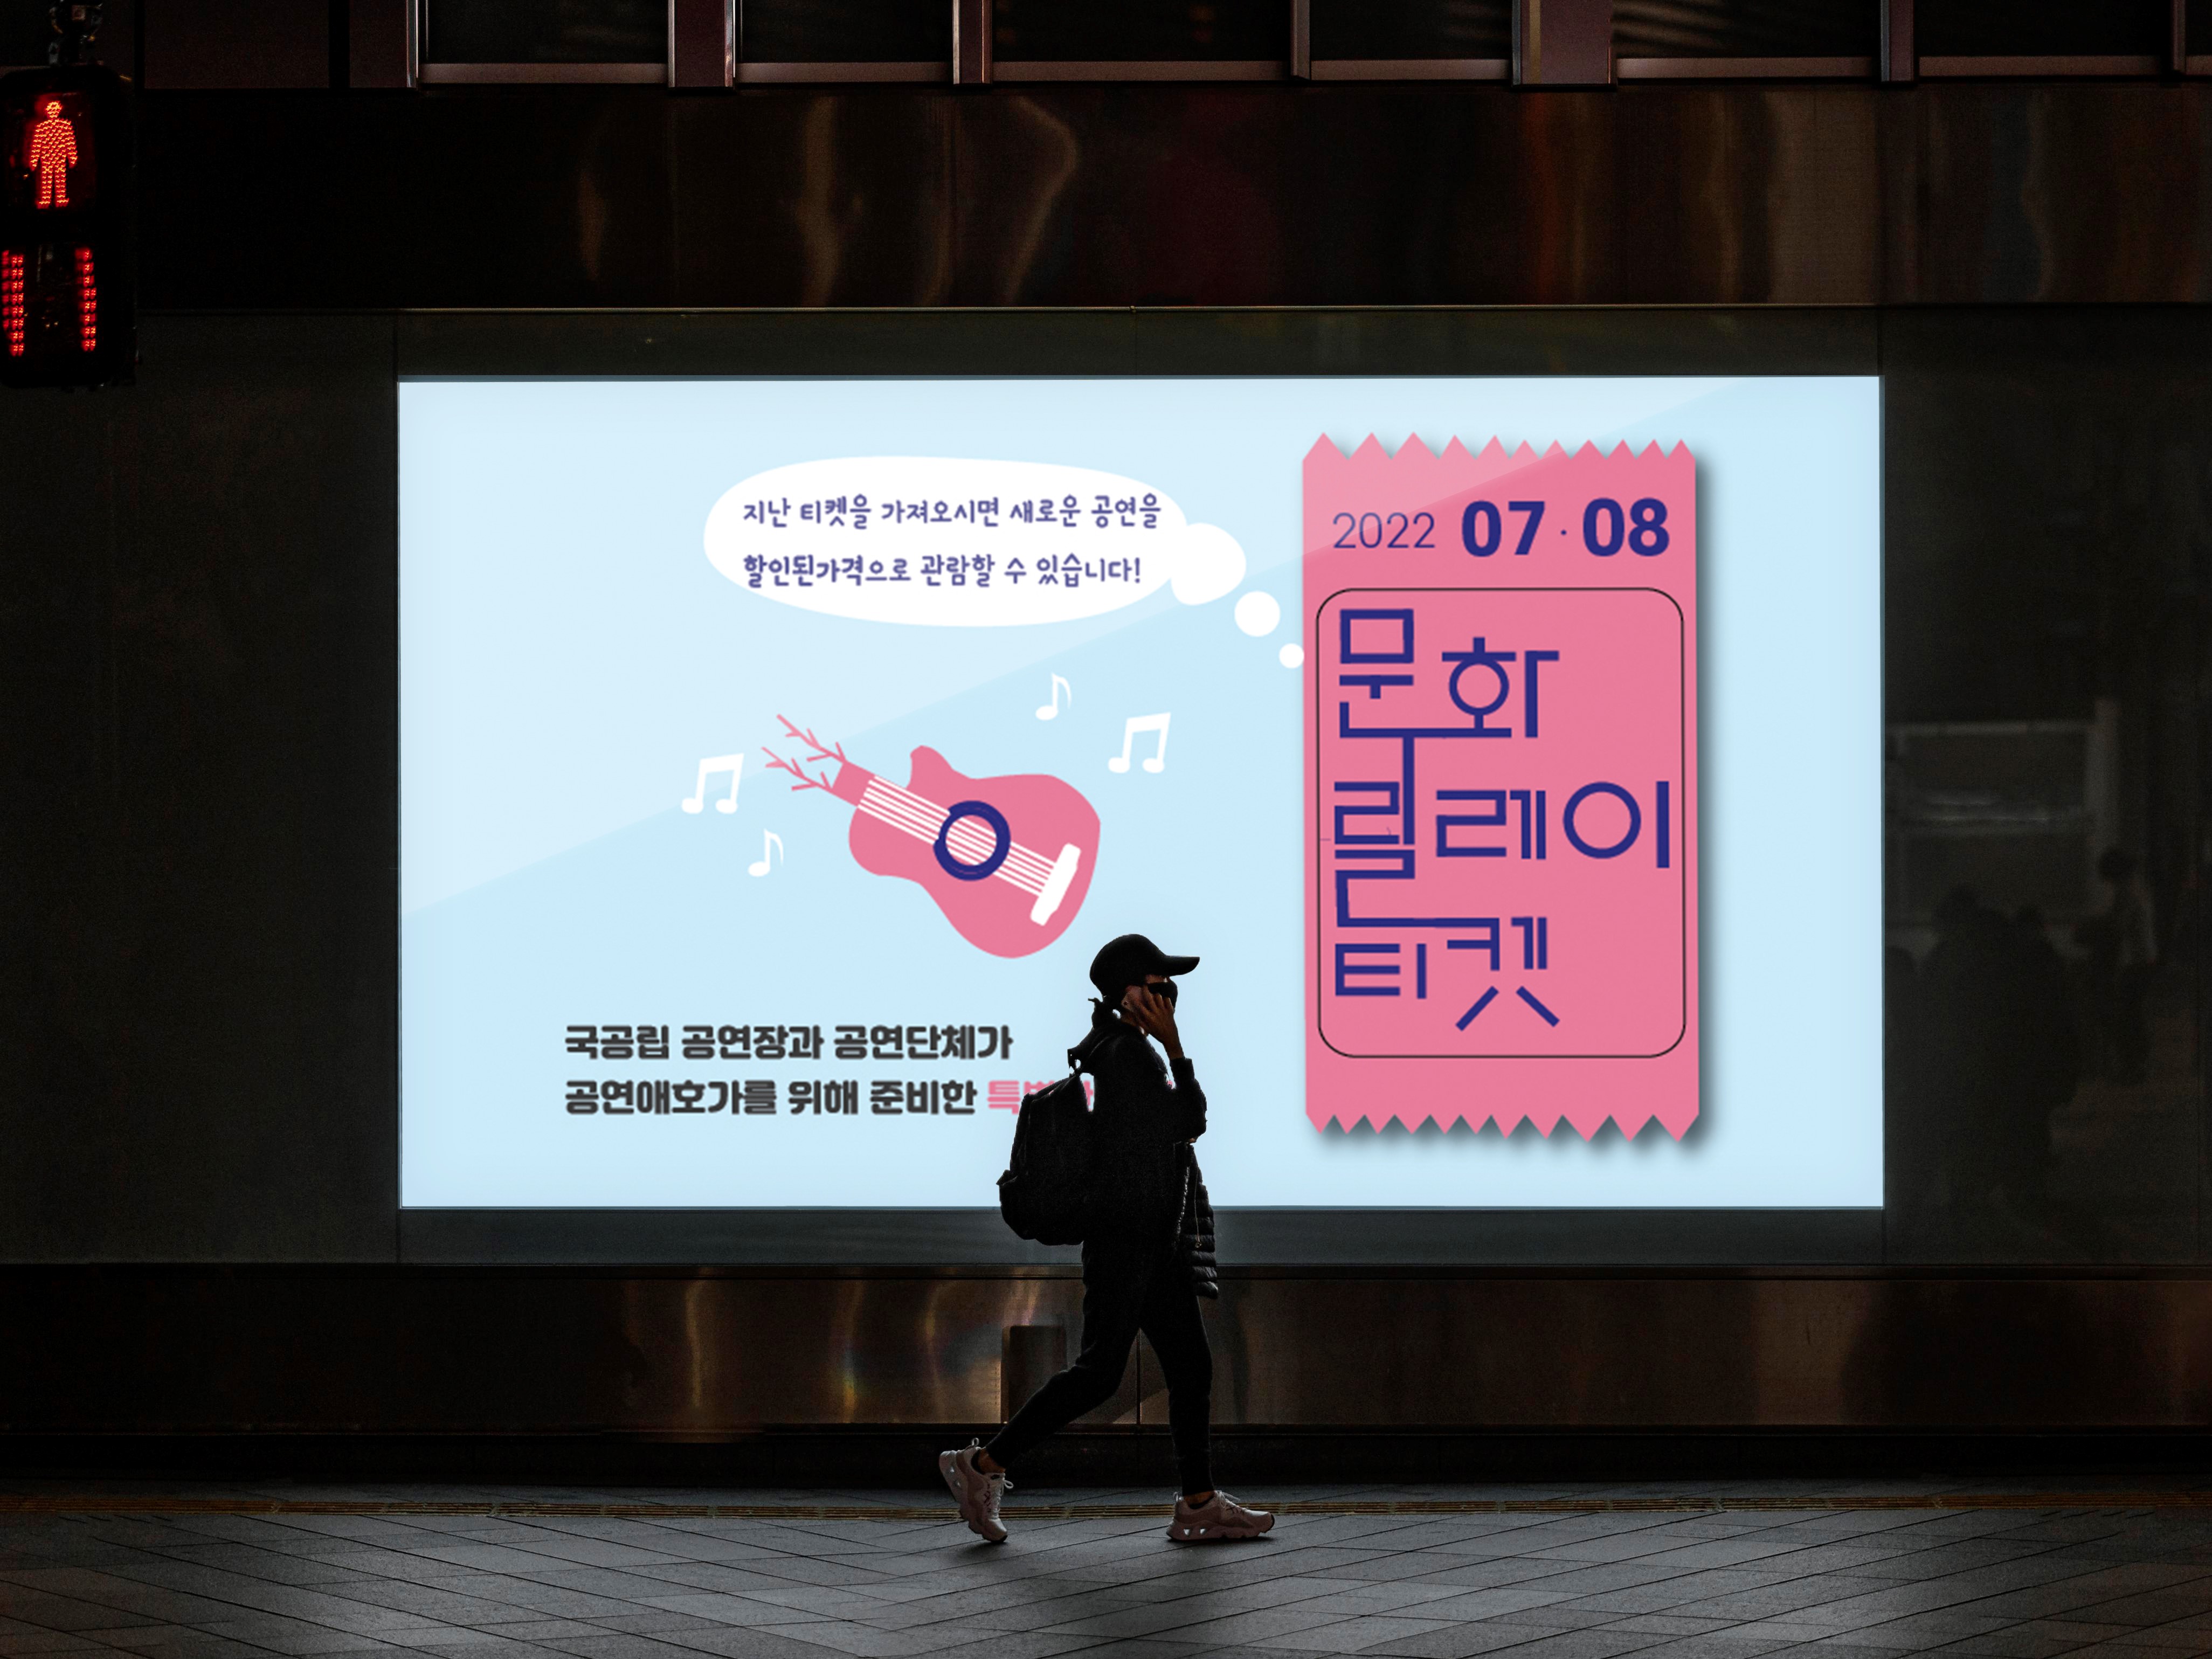 지난 티켓을 가져오시면 새로운 공연을
할인된가격으로 관람할 수 있습니다!
국공립 공연장과 공연단체가
공연애호가를 위해 준비한
2022 07·08
문화
릴레이
티켓